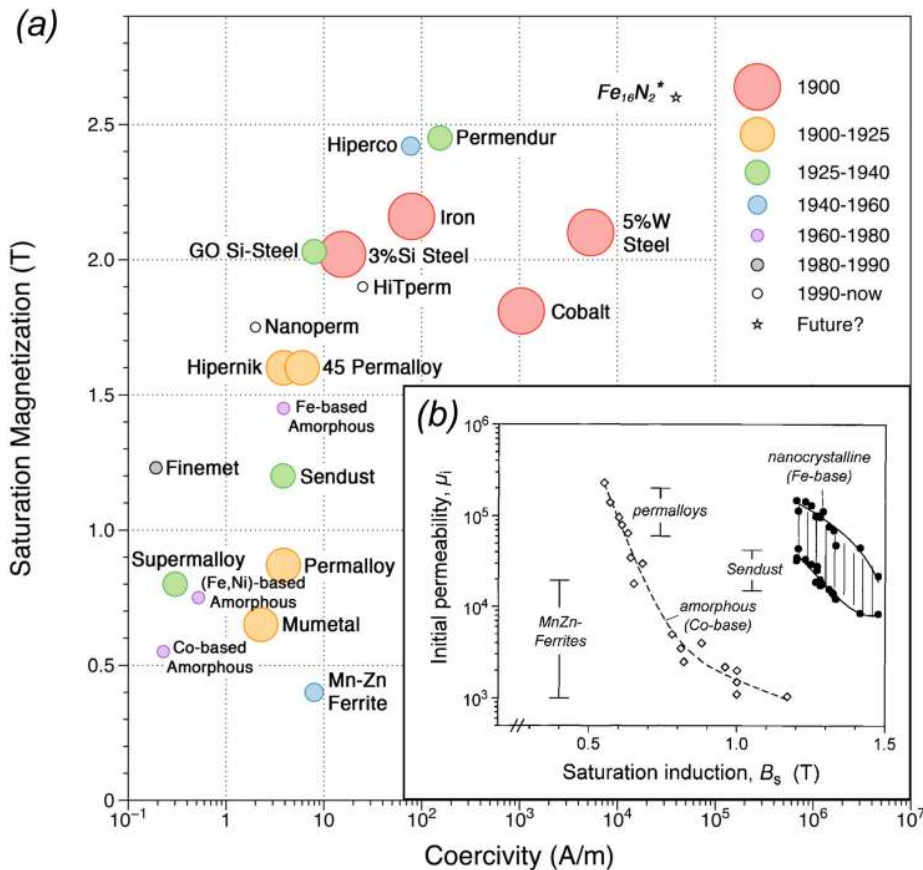 (a)
Saturation Magnetization (T)
2.5
2.0
1.5
1.0
0.5
0
10⁻¹
1
10
10²
10³
10⁴
10⁵
10⁶
10⁷
Coercivity (A/m)
Fe₁₆N₂*
Hiperco
Permendur
Iron
5%W
Steel
GO Si-Steel
3%Si Steel
HiTperm
Cobalt
Nanoperm
Hipernik
45 Permalloy
Fe-based
Amorphous
Finemet
Sendust
Supermalloy
Permalloy
(Fe,Ni)-based
Amorphous
Mumetal
Co-based
Amorphous
Mn-Zn
Ferrite
1900
1900-1925
1925-1940
1940-1960
1960-1980
1980-1990
1990-now
Future?
(b)
Initial permeability, μᵢ
10⁶
10⁵
10⁴
10³
0.5
1.0
1.5
Saturation induction, Bₛ (T)
nanocrystalline
(Fe-base)
permalloys
Sendust
MnZn-
Ferrites
amorphous
(Co-base)